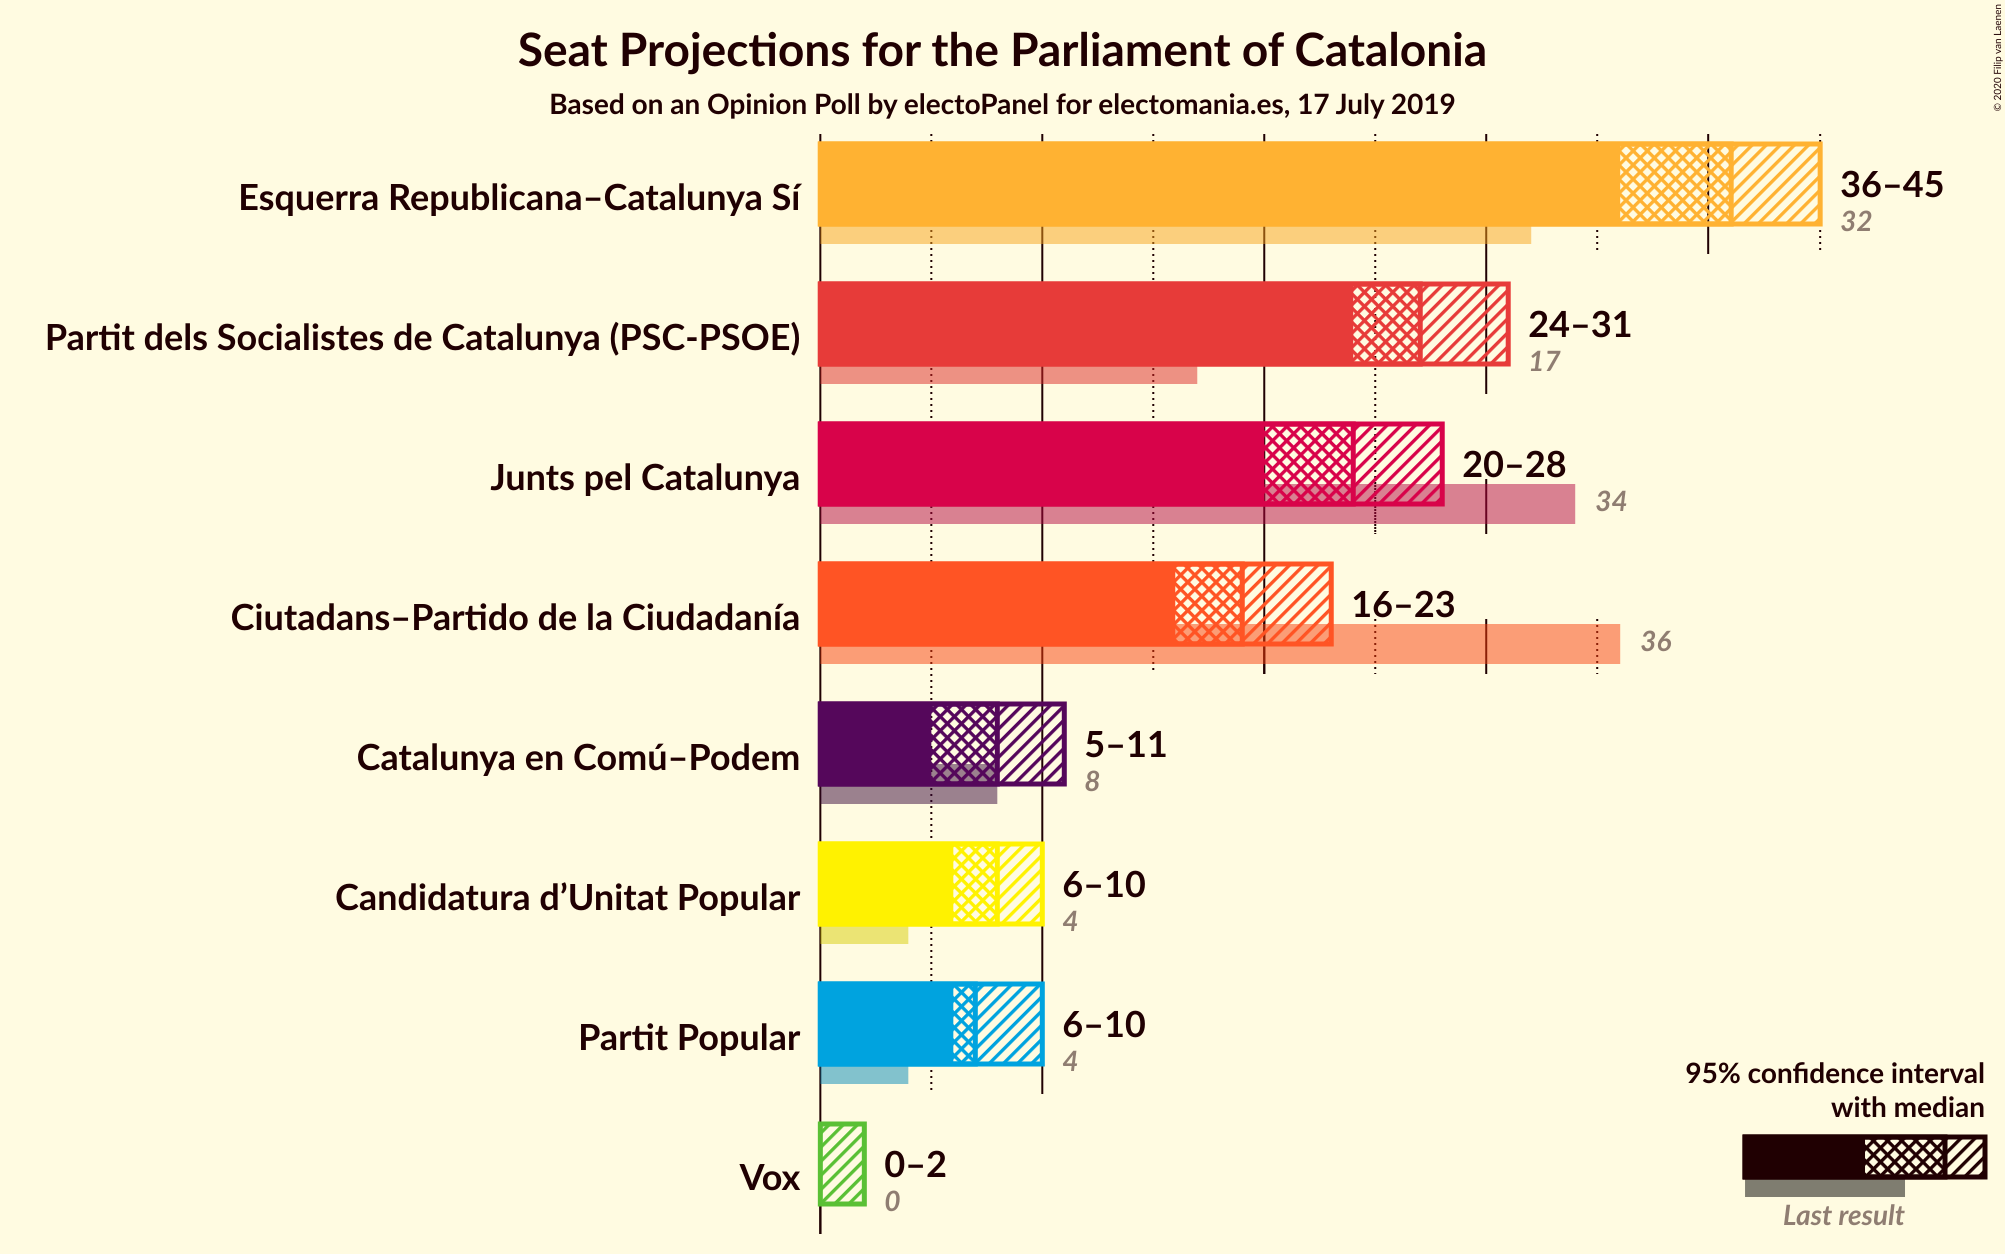 Seat Projections for the Parliament of Catalonia
Based on an Opinion Poll by electoPanel for electomania.es, 17 July 2019
© 2020 Filip van Laenen
Esquerra Republicana–Catalunya Sí
36–45
32
Partit dels Socialistes de Catalunya (PSC-PSOE)
24–31
17
Junts pel Catalunya
20–28
34
Ciutadans–Partido de la Ciudadanía
16–23
36
Catalunya en Comú–Podem
5–11
8
Candidatura d’Unitat Popular
6–10
4
Partit Popular
6–10
4
Vox
0–2
0
95% confidence interval
with median
Last result